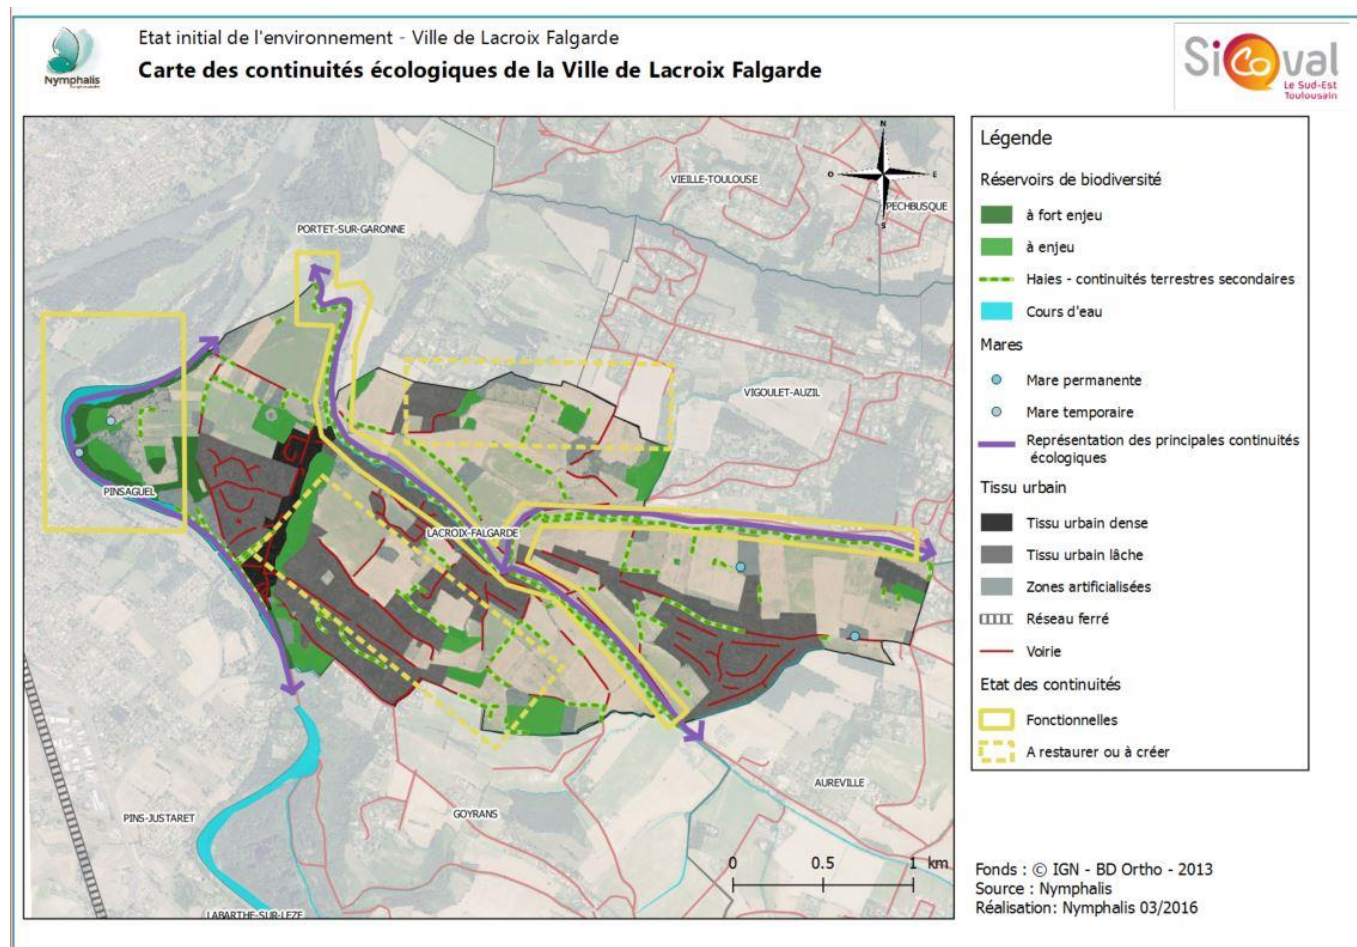 Etat initial de l'environnement - Ville de Lacroix Falgarde
Carte des continuités écologiques de la Ville de Lacroix Falgarde
Nymphalis
SiCoval
Le Sud-Est
Toulousain
N
O
E
S
VIEILLE-TOULOUSE
PECHBUSQUE
PORTET-SUR-GARONNE
VIGOULET-AUZIL
PINSAGUEL
LACROIX-FALGARDE
AUREVILLE
GOYRANS
PINS-JUSTARET
LABARTHE-SUR-LEZE
0 0.5 1 km
Légende
Réservoirs de biodiversité
à fort enjeu
à enjeu
Haies - continuités terrestres secondaires
Cours d'eau
Mares
Mare permanente
Mare temporaire
Représentation des principales continuités
écologiques
Tissu urbain
Tissu urbain dense
Tissu urbain lâche
Zones artificialisées
Réseau ferré
Voirie
Etat des continuités
Fonctionnelles
A restaurer ou à créer
Fonds : © IGN - BD Ortho - 2013
Source : Nymphalis
Réalisation: Nymphalis 03/2016